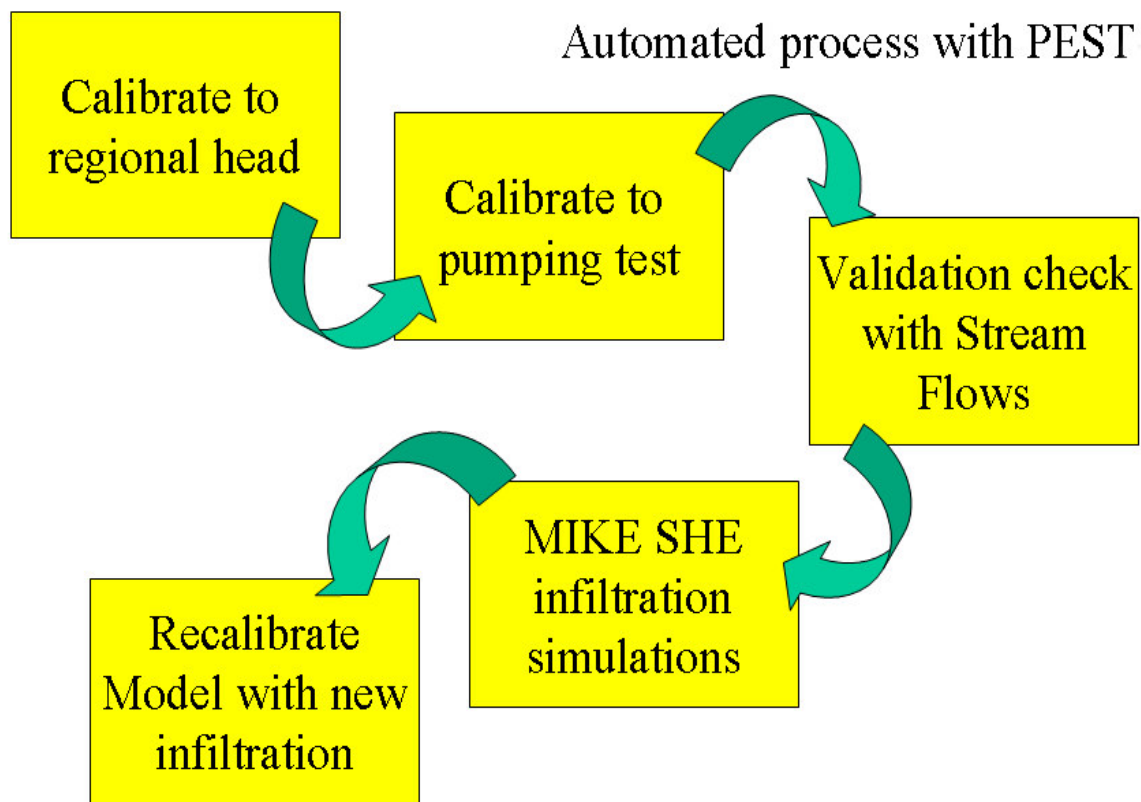 Automated process with PEST
Calibrate to
regional head
Calibrate to
pumping test
Validation check
with Stream
Flows
MIKE SHE
infiltration
simulations
Recalibrate
Model with new
infiltration